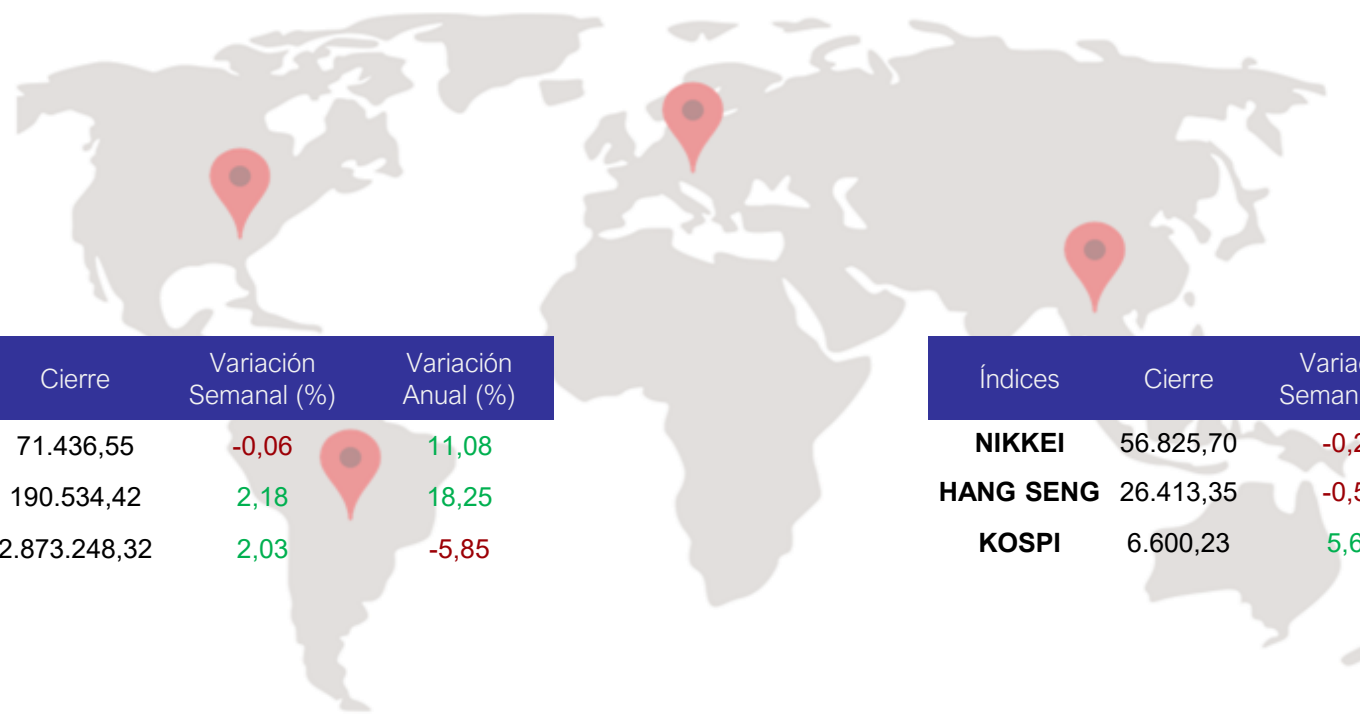 Cierre Variación Semanal (%) Variación Anual (%)
71.436,55 -0,06 11,08
190.534,42 2,18 18,25
2.873.248,32 2,03 -5,85
Índices Cierre
NIKKEI 56.825,70
HANG SENG 26.413,35
KOSPI 6.600,23